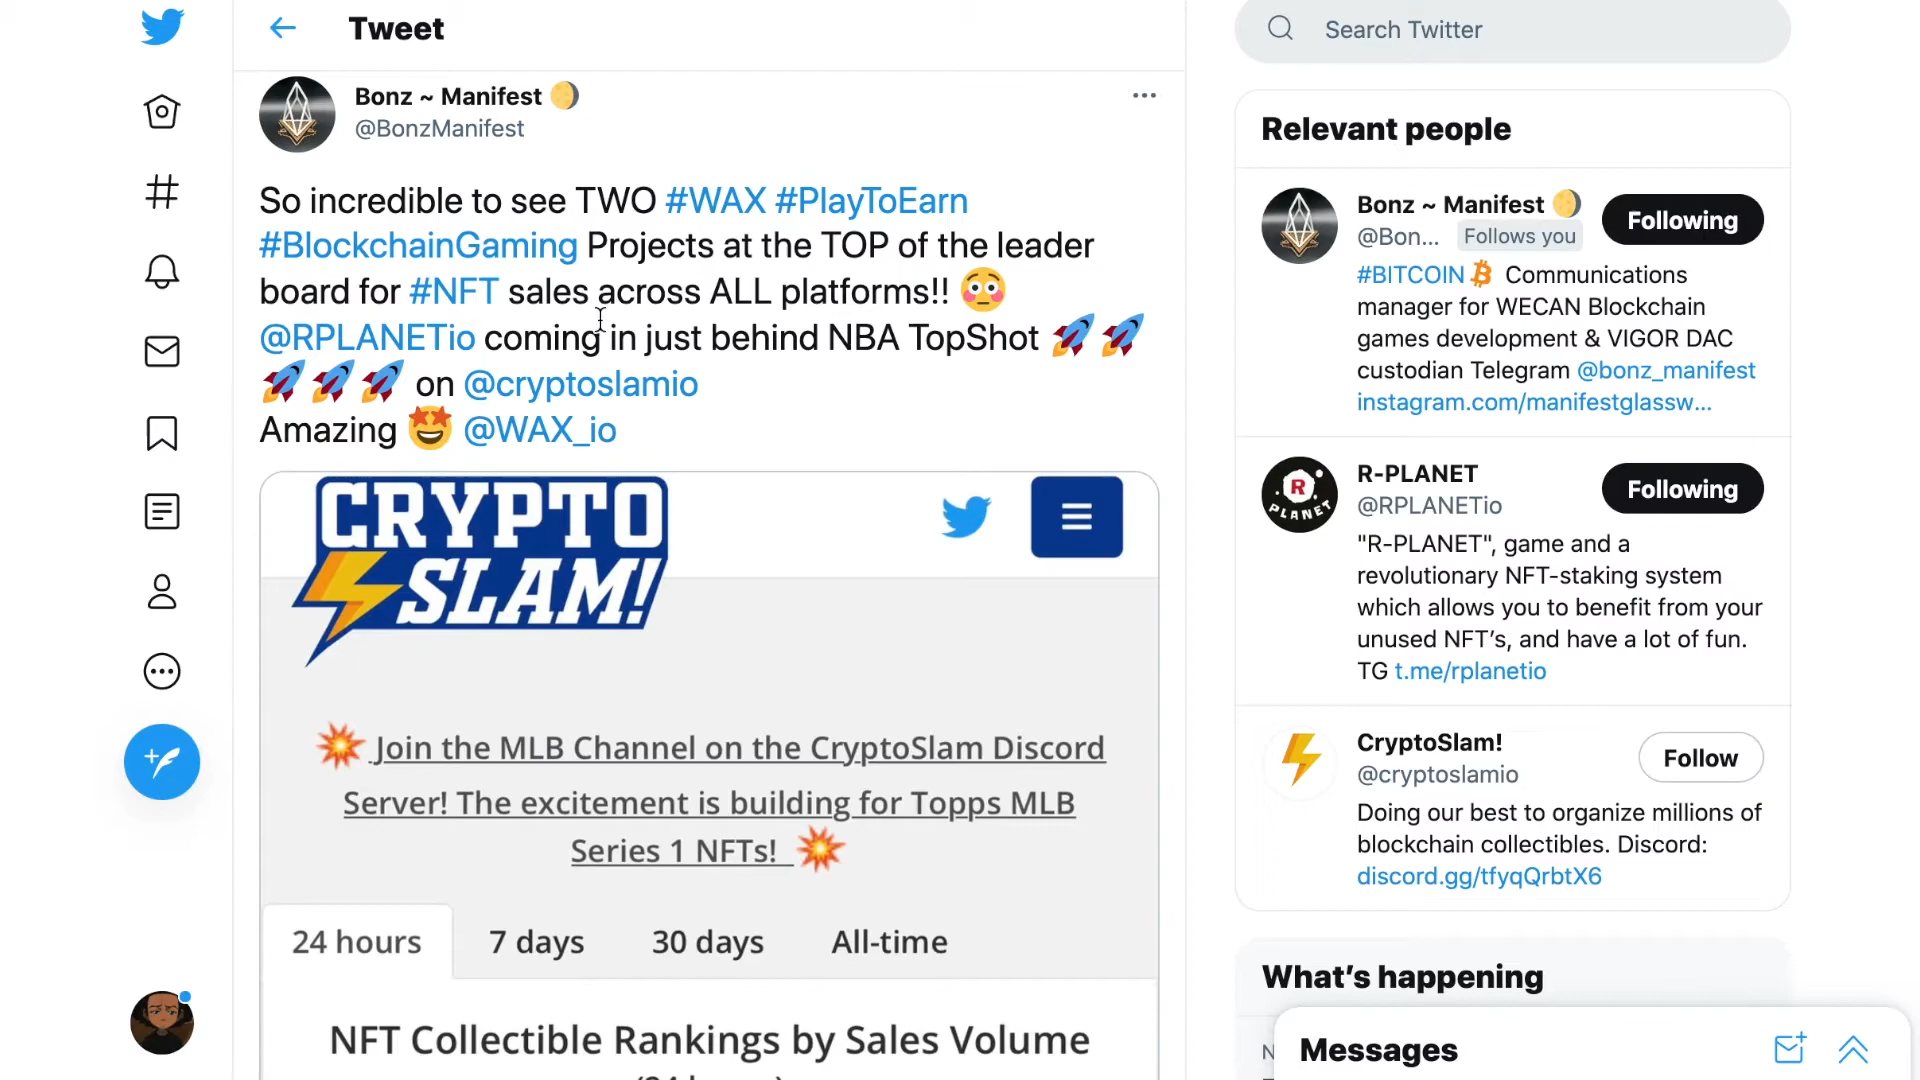 Tweet
Bonz ~ Manifest 🌖
@BonzManifest
So incredible to see TWO #WAX #PlayToEarn
#BlockchainGaming Projects at the TOP of the leader
board for #NFT sales across ALL platforms!! 😳
@RPLANETio coming in just behind NBA TopShot 🚀🚀
🚀🚀🚀 on @cryptoslamio
Amazing 🤩 @WAX_io
CRYPTO
SLAM!
💥 Join the MLB Channel on the CryptoSlam Discord
Server! The excitement is building for Topps MLB
Series 1 NFTs! 💥
24 hours 7 days 30 days All-time
NFT Collectible Rankings by Sales Volume
Search Twitter
Relevant people
Bonz ~ Manifest 🌖
@Bon... Follows you
Following
#BITCOIN Communications
manager for WECAN Blockchain
games development & VIGOR DAC
custodian Telegram @bonz_manifest
instagram.com/manifestglassw...
R-PLANET
@RPLANETio
Following
R
PLANET
"R-PLANET", game and a
revolutionary NFT-staking system
which allows you to benefit from your
unused NFT's, and have a lot of fun.
TG t.me/rplanetio
CryptoSlam!
@cryptoslamio
Follow
Doing our best to organize millions of
blockchain collectibles. Discord:
discord.gg/tfyqQrbtX6
What's happening
Messages